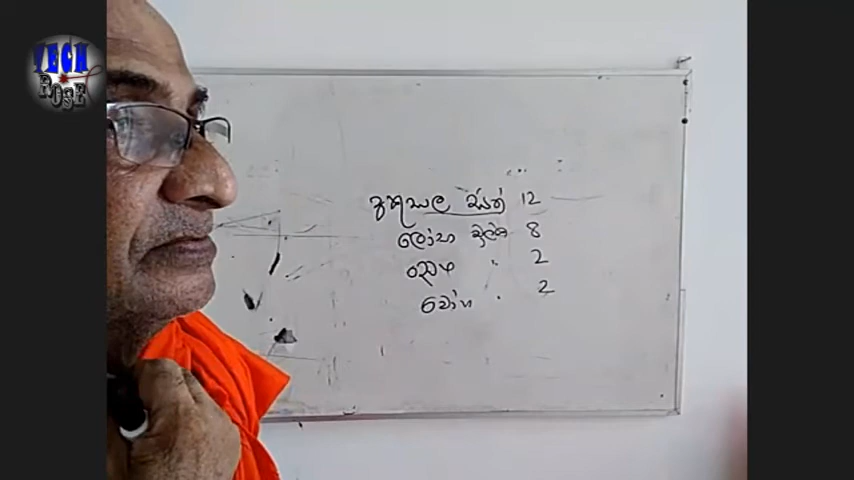 TECH
ROSE
අකුසල සිත් 12
ලෝභ මූලික 8
ද්වේෂ " 2
මෝහ " 2